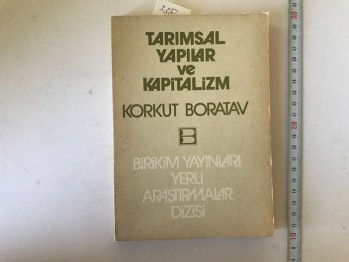 TARIMSAL
YAPILAR
ve
KAPİTALİZM
KORKUT BORATAV
B
BİRİKİM YAYINLARI
YERLİ
ARAŞTIRMALAR
DİZİSİ